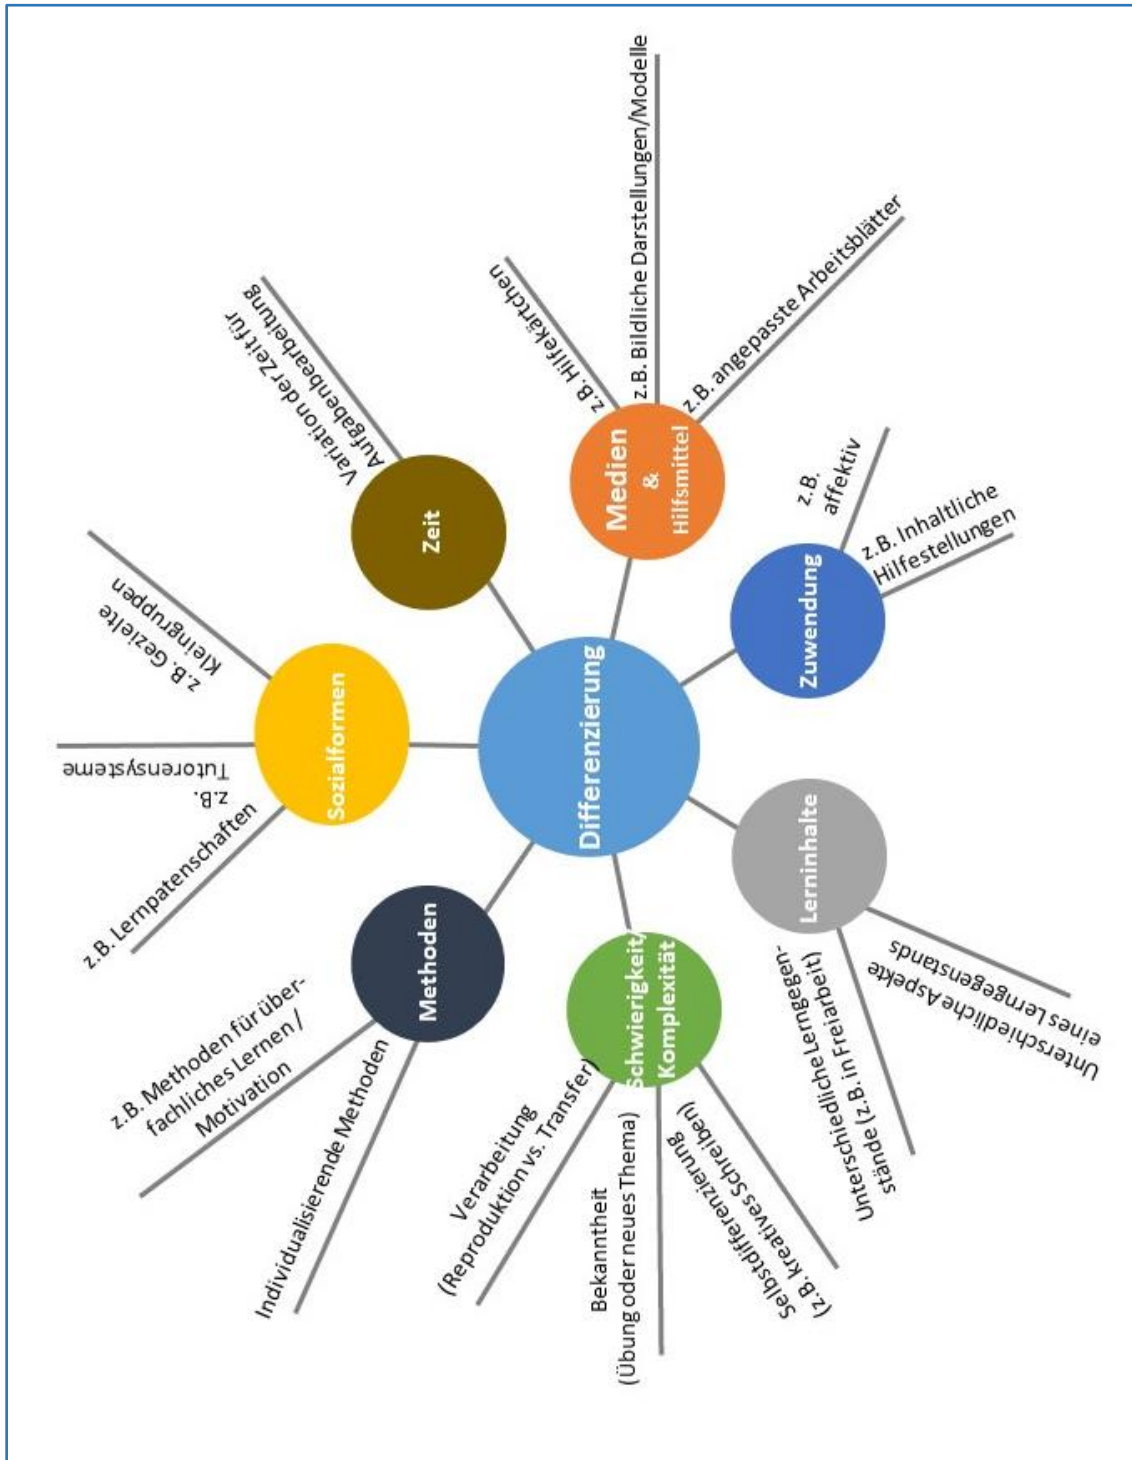 Differenzierung
Sozialformen
z.B. Lernpatenschaften
z.B.
Tutorensysteme
z.B. Gezielte
Kleingruppen
Zeit
Variation der Zeit für
Aufgabenbearbeitung
Medien
&
Hilfsmittel
z.B. Hilfekärtchen
z.B. Bildliche Darstellungen/Modelle
z.B. angepasste Arbeitsblätter
Zuwendung
z.B.
affektiv
z.B. Inhaltliche
Hilfestellungen
Lerninhalte
Unterschiedliche Aspekte
eines Lerngegenstands
Unterschiedliche Lerngegen-
stände (z.B. in Freiarbeit)
Schwierigkeit/
Komplexität
Selbstdifferenzierung
(z.B. kreatives Schreiben)
Bekanntheit
(Übung oder neues Thema)
Verarbeitung
(Reproduktion vs. Transfer)
Methoden
Individualisierende Methoden
z.B. Methoden für über-
fachliches Lernen /
Motivation